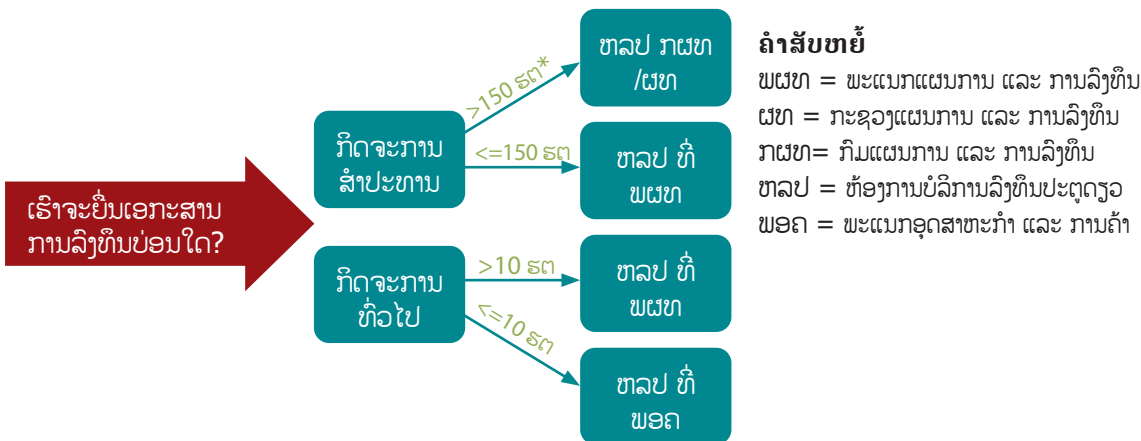 ເຮົາຈະຍື່ນເອກະສານ
ການລົງທຶນບ່ອນໃດ?
ກິດຈະການ
ສຳປະທານ
>150 ຮຕ*
ຫລປ ກຜທ
/ຜທ
<=150 ຮຕ
ຫລປ ທີ່
ພຜທ
ກິດຈະການ
ທົ່ວໄປ
>10 ຮຕ
ຫລປ ທີ່
ພຜທ
<=10 ຮຕ
ຫລປ ທີ່
ພອຄ
ຄຳສັບຫຍໍ້
ພຜທ = ພະແນກແຜນການ ແລະ ການລົງທຶນ
ຜທ = ກະຊວງແຜນການ ແລະ ການລົງທຶນ
ກຜທ= ກົມແຜນການ ແລະ ການລົງທຶນ
ຫລປ = ຫ້ອງການບໍລິການລົງທຶນປະຕູດຽວ
ພອຄ = ພະແນກອຸດສາຫະກຳ ແລະ ການຄ້າ